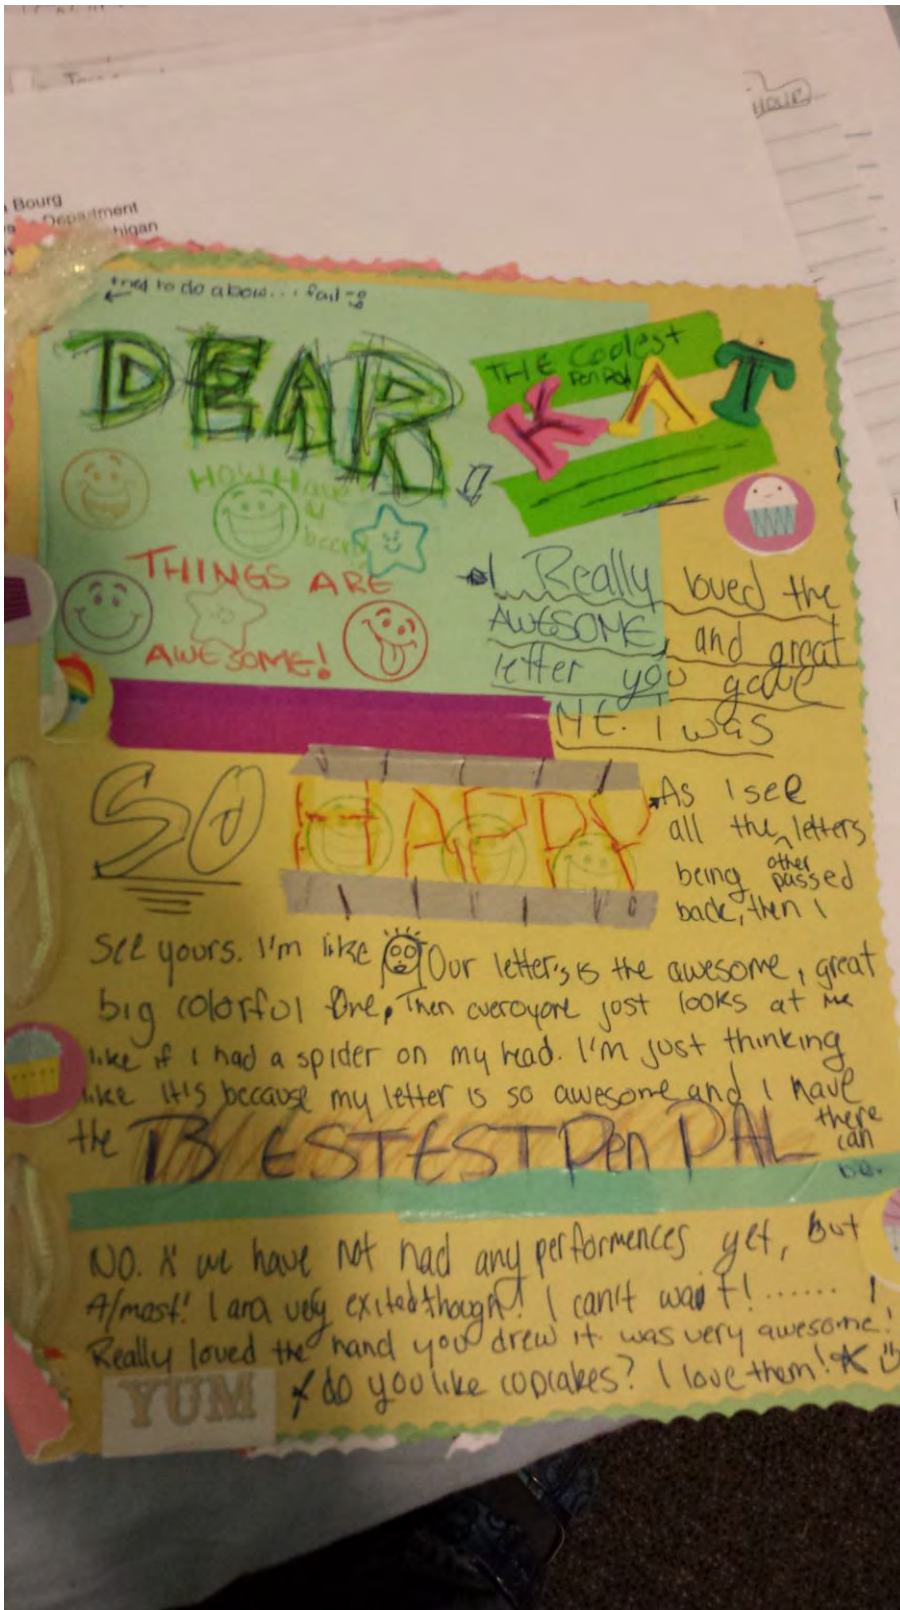 HOUR
Bourg
Department
higan
tried to do a bow... fail
DEAR
THE Coolest
Pen Pal
KAT
HOW Have
u
been
THINGS ARE
AWESOME!
I Really loved the
AWESOME, and great
letter you gave
ME. I was
SO HAPPY
As I see
all the letters
other
being passed
back, then I
See yours. I'm like Our letter's is the awesome, great
big colorful One, Then everoyone just looks at me
like if I had a spider on my head. I'm just thinking
like it's because my letter is so awesome and I have
the BESTEST Pen PAL there
can
be.
NO. we have not had any performences yet, But
Almost! I am very exited though! I can't wait!....... I
Really loved the hand you drew it was very awesome!
YUM do you like cupcakes? I love them!